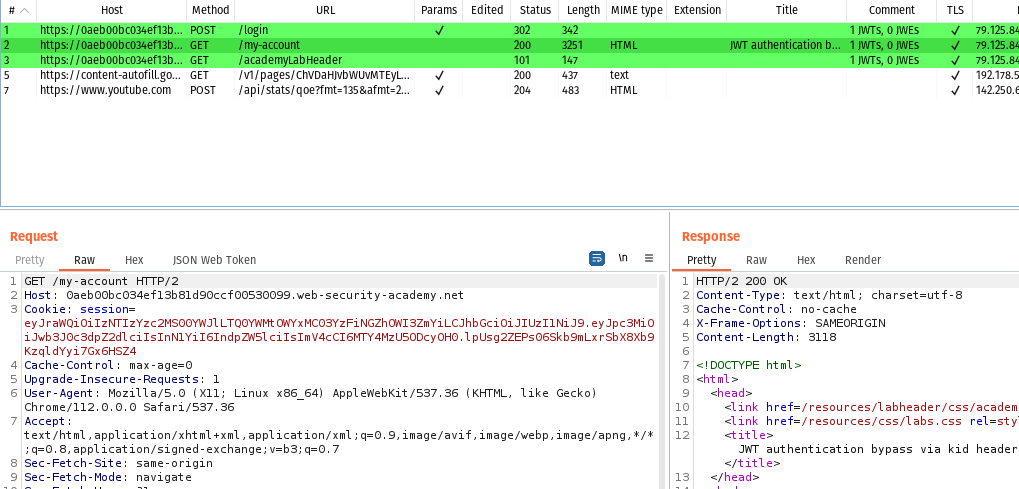 # Host Method URL Params Edited Status Length MIME type Extension Title Comment TLS
1 https://0aeb00bc034ef13b... POST /login ✓ 302 342 1 JWTs, 0 JWEs ✓ 79.125.84
2 https://0aeb00bc034ef13b... GET /my-account 200 3251 HTML JWT authentication b... 1 JWTs, 0 JWEs ✓ 79.125.84
3 https://0aeb00bc034ef13b... GET /academyLabHeader 101 147 1 JWTs, 0 JWEs ✓ 79.125.84
5 https://content-autofill.go... GET /v1/pages/ChVDaHJvbWUvMTEyL... ✓ 200 437 text ✓ 192.178.5
7 https://www.youtube.com POST /api/stats/qoe?fmt=135&afmt=2... ✓ 204 483 HTML ✓ 142.250.6
Request
Pretty Raw Hex JSON Web Token \n
1 GET /my-account HTTP/2
2 Host: 0aeb00bc034ef13b81d90ccf00530099.web-security-academy.net
3 Cookie: session=
eyJraWQiOiIzNTIzYzc2MS00YWJlLTQ0YWMtOWYxMC03YzFiNGZhOWI3ZmYiLCJhbGciOiJIUzI1NiJ9.eyJpc3MiO
iJwb3J0c3dpZ2dlciIsInN1YiI6IndpZW5lciIsImV4cCI6MTY4MzU5ODcyOH0.lpUsg2ZEPs06Skb9mLxrSbX8Xb9
KzqldYyi7Gx6HSZ4
4 Cache-Control: max-age=0
5 Upgrade-Insecure-Requests: 1
6 User-Agent: Mozilla/5.0 (X11; Linux x86_64) AppleWebKit/537.36 (KHTML, like Gecko)
Chrome/112.0.0.0 Safari/537.36
7 Accept:
text/html,application/xhtml+xml,application/xml;q=0.9,image/avif,image/webp,image/apng,*/*
;q=0.8,application/signed-exchange;v=b3;q=0.7
8 Sec-Fetch-Site: same-origin
9 Sec-Fetch-Mode: navigate
Response
Pretty Raw Hex Render
1 HTTP/2 200 OK
2 Content-Type: text/html; charset=utf-8
3 Cache-Control: no-cache
4 X-Frame-Options: SAMEORIGIN
5 Content-Length: 3118
6
7 <!DOCTYPE html>
8 <html>
9 <head>
10 <link href=/resources/labheader/css/academ
11 <link href=/resources/css/labs.css rel=sty
12 <title>
JWT authentication bypass via kid header
</title>
13 </head>